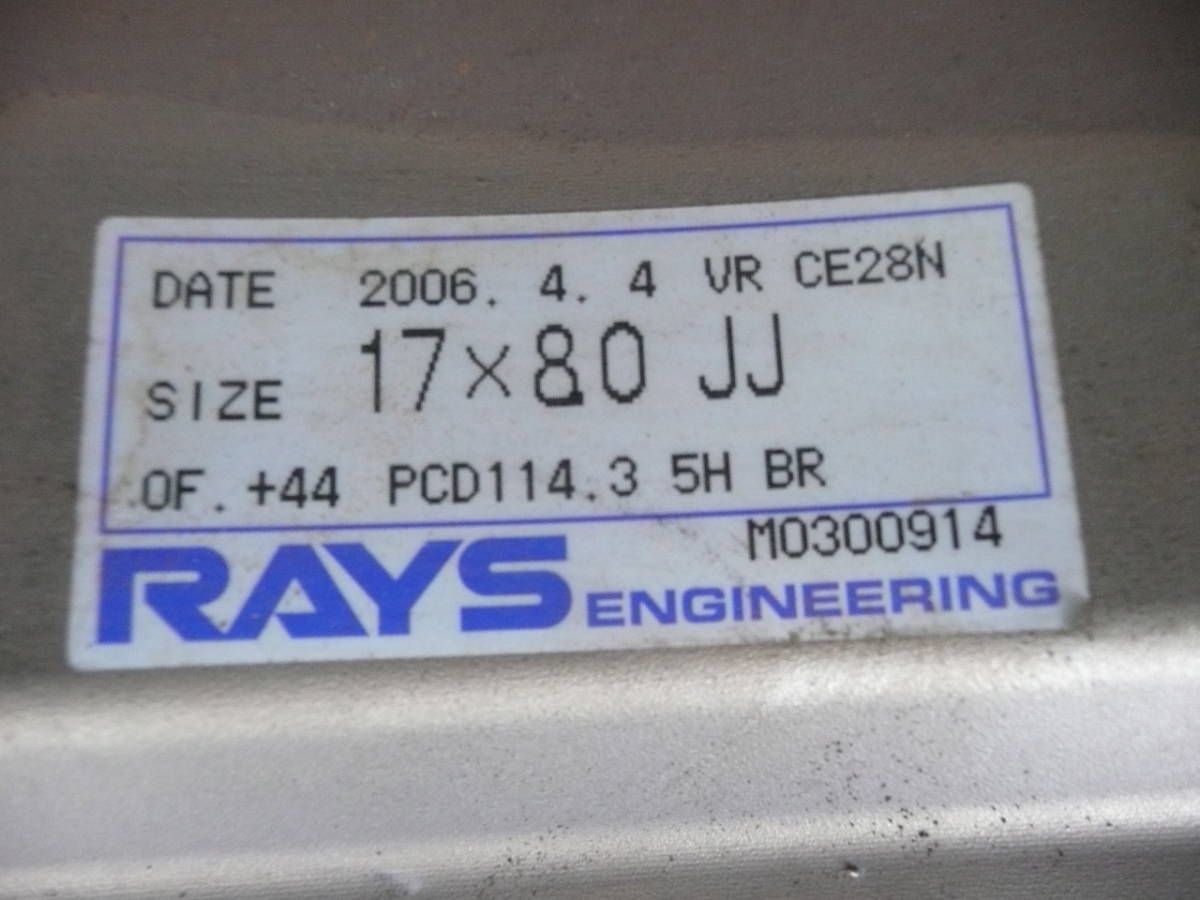 DATE 2006. 4. 4 VR CE28N
SIZE 17×8.0 JJ
OF. +44 PCD114.3 5H BR
M0300914
RAYS ENGINEERING